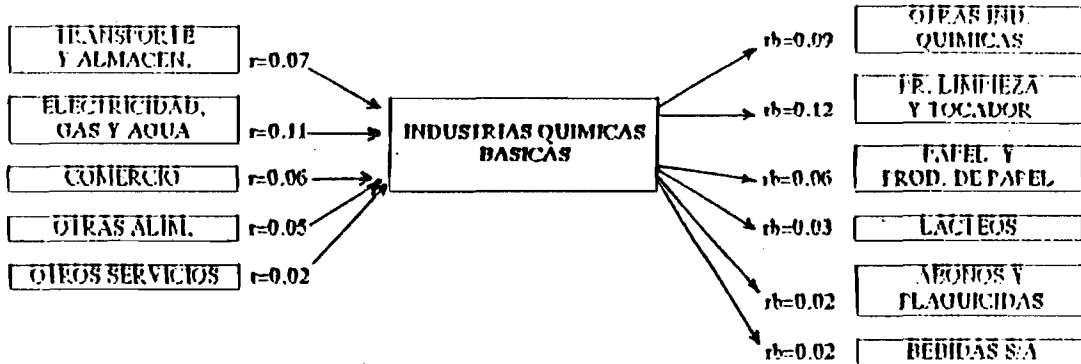 TRANSPORTE
Y ALMACEN.
r=0.07
ELECTRICIDAD,
GAS Y AGUA
r=0.11
COMERCIO
r=0.06
OTRAS ALIM.
r=0.05
OTROS SERVICIOS
r=0.02
INDUSTRIAS QUIMICAS
BASICAS
rb=0.09
OTRAS IND.
QUIMICAS
rb=0.12
PR. LIMPIEZA
Y TOCADOR
rb=0.06
PAPEL Y
PROD. DE PAPEL
rb=0.03
LACTEOS
rb=0.02
ABONOS Y
PLAQUICIDAS
rb=0.02
BEBIDAS S/A